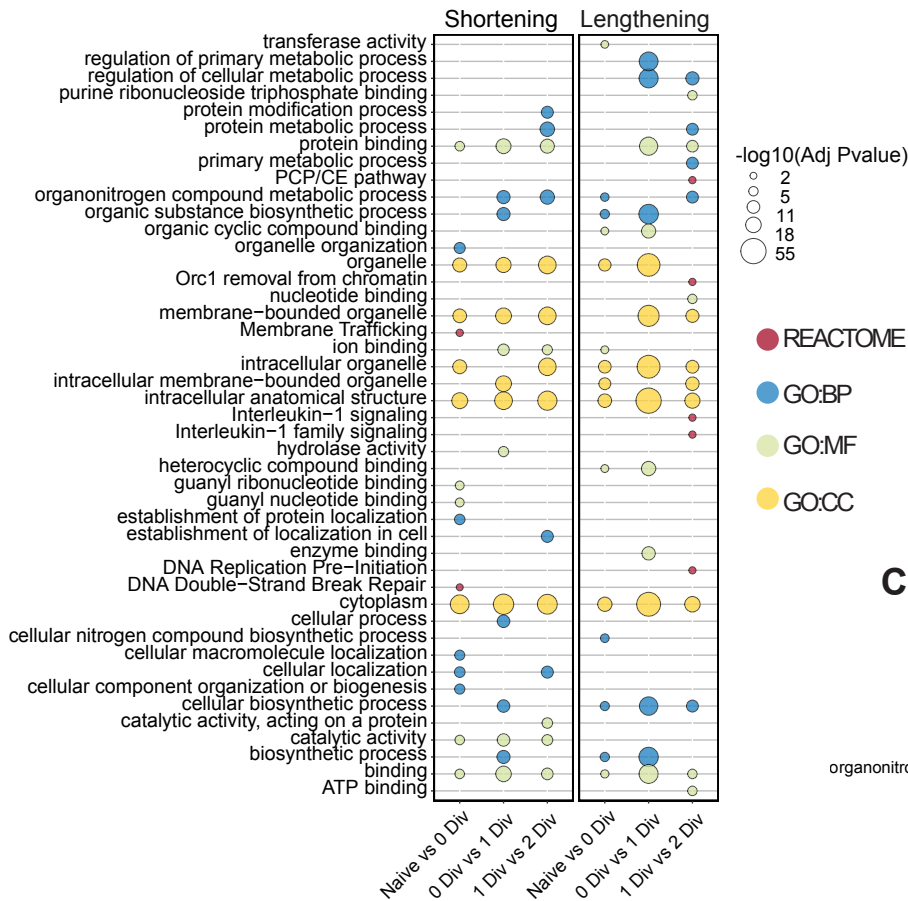 Shortening Lengthening
transferase activity
regulation of primary metabolic process
regulation of cellular metabolic process
purine ribonucleoside triphosphate binding
protein modification process
protein metabolic process
protein binding
primary metabolic process
PCP/CE pathway
organonitrogen compound metabolic process
organic substance biosynthetic process
organic cyclic compound binding
organelle organization
organelle
Orc1 removal from chromatin
nucleotide binding
membrane−bounded organelle
Membrane Trafficking
ion binding
intracellular organelle
intracellular membrane−bounded organelle
intracellular anatomical structure
Interleukin−1 signaling
Interleukin−1 family signaling
hydrolase activity
heterocyclic compound binding
guanyl ribonucleotide binding
guanyl nucleotide binding
establishment of protein localization
establishment of localization in cell
enzyme binding
DNA Replication Pre−Initiation
DNA Double−Strand Break Repair
cytoplasm
cellular process
cellular nitrogen compound biosynthetic process
cellular macromolecule localization
cellular localization
cellular component organization or biogenesis
cellular biosynthetic process
catalytic activity, acting on a protein
catalytic activity
biosynthetic process
binding
ATP binding
Naive vs 0 Div
0 Div vs 1 Div
1 Div vs 2 Div
Naive vs 0 Div
0 Div vs 1 Div
1 Div vs 2 Div
-log10(Adj Pvalue)
2
5
11
18
55
REACTOME
GO:BP
GO:MF
GO:CC
C
organonitro